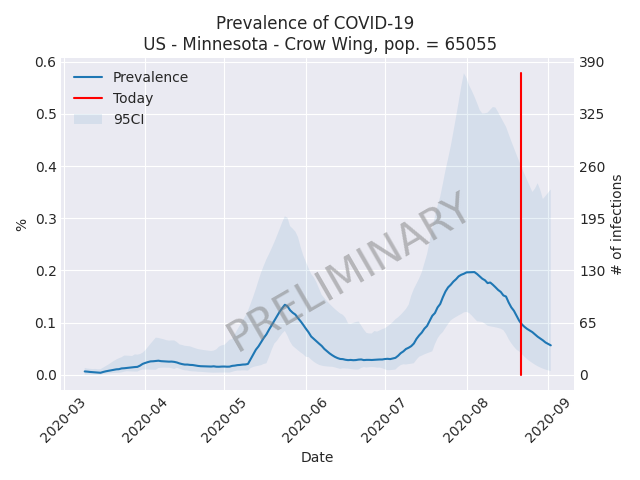 Prevalence of COVID-19
US - Minnesota - Crow Wing, pop. = 65055
Prevalence
Today
95CI
PRELIMINARY
%
0.6
0.5
0.4
0.3
0.2
0.1
0.0
390
325
260
195
130
65
0
# of infections
2020-03
2020-04
2020-05
2020-06
2020-07
2020-08
2020-09
Date